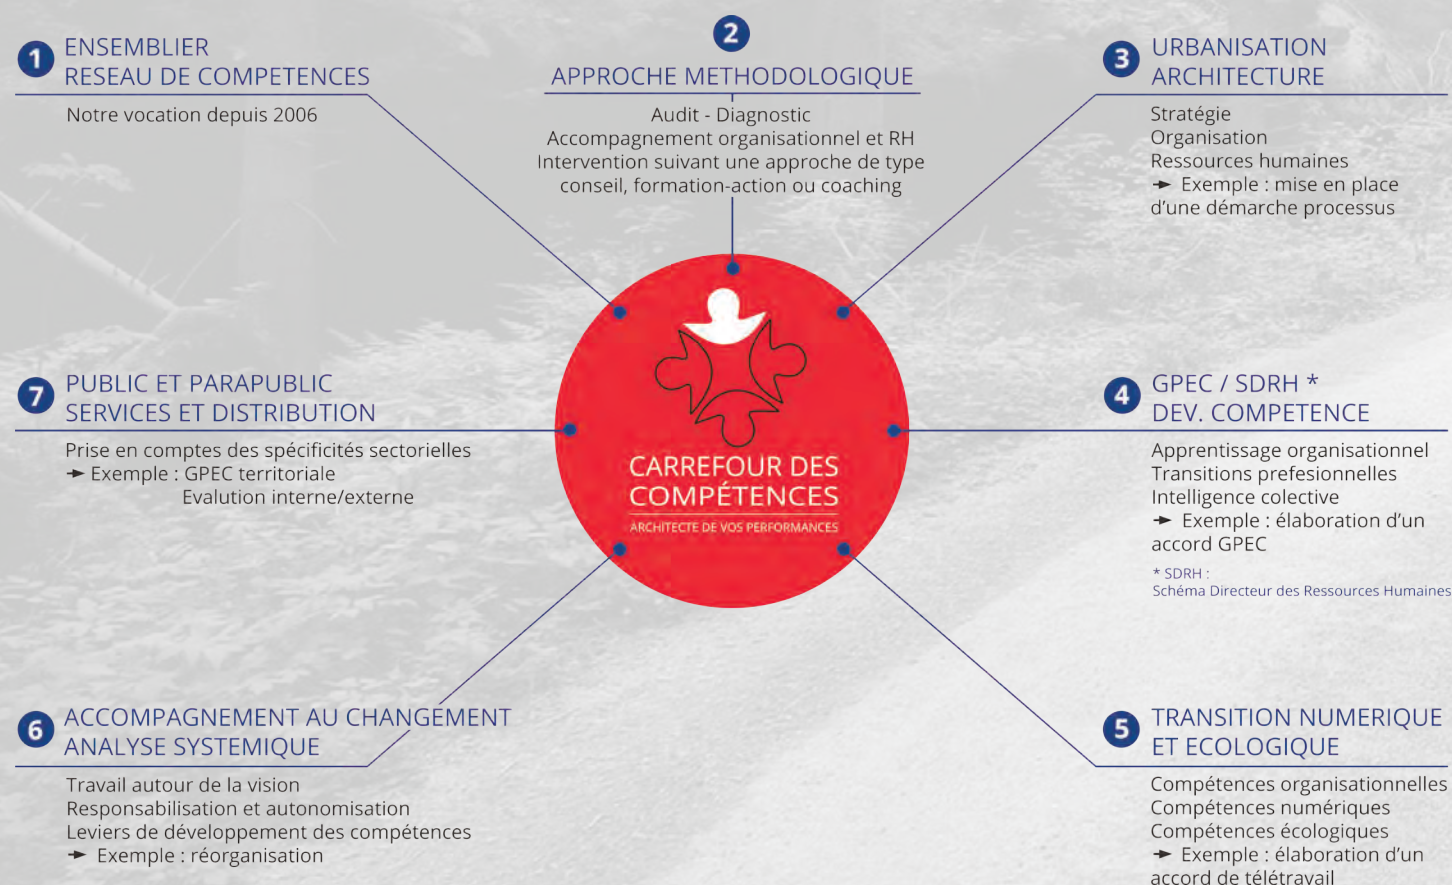 1 ENSEMBLIER
RESEAU DE COMPETENCES
Notre vocation depuis 2006
2
APPROCHE METHODOLOGIQUE
Audit - Diagnostic
Accompagnement organisationnel et RH
Intervention suivant une approche de type
conseil, formation-action ou coaching
3 URBANISATION
ARCHITECTURE
Stratégie
Organisation
Ressources humaines
➛ Exemple : mise en place
d'une démarche processus
4 GPEC / SDRH *
DEV. COMPETENCE
Apprentissage organisationnel
Transitions prefesionnelles
Intelligence colective
➛ Exemple : élaboration d'un
accord GPEC
* SDRH :
Schéma Directeur des Ressources Humaines
5 TRANSITION NUMERIQUE
ET ECOLOGIQUE
Compétences organisationnelles
Compétences numériques
Compétences écologiques
➛ Exemple : élaboration d'un
accord de télétravail
6 ACCOMPAGNEMENT AU CHANGEMENT
ANALYSE SYSTEMIQUE
Travail autour de la vision
Responsabilisation et autonomisation
Leviers de développement des compétences
➛ Exemple : réorganisation
7 PUBLIC ET PARAPUBLIC
SERVICES ET DISTRIBUTION
Prise en comptes des spécificités sectorielles
➛ Exemple : GPEC territoriale
Evalution interne/externe
CARREFOUR DES
COMPÉTENCES
ARCHITECTE DE VOS PERFORMANCES